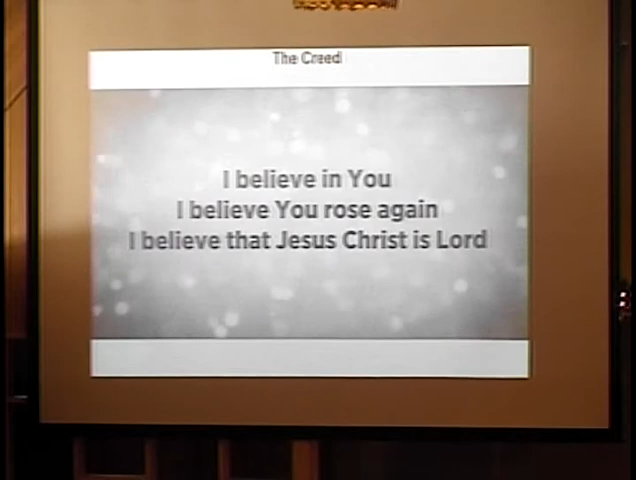 The Creed
I believe in You
I believe You rose again
I believe that Jesus Christ is Lord